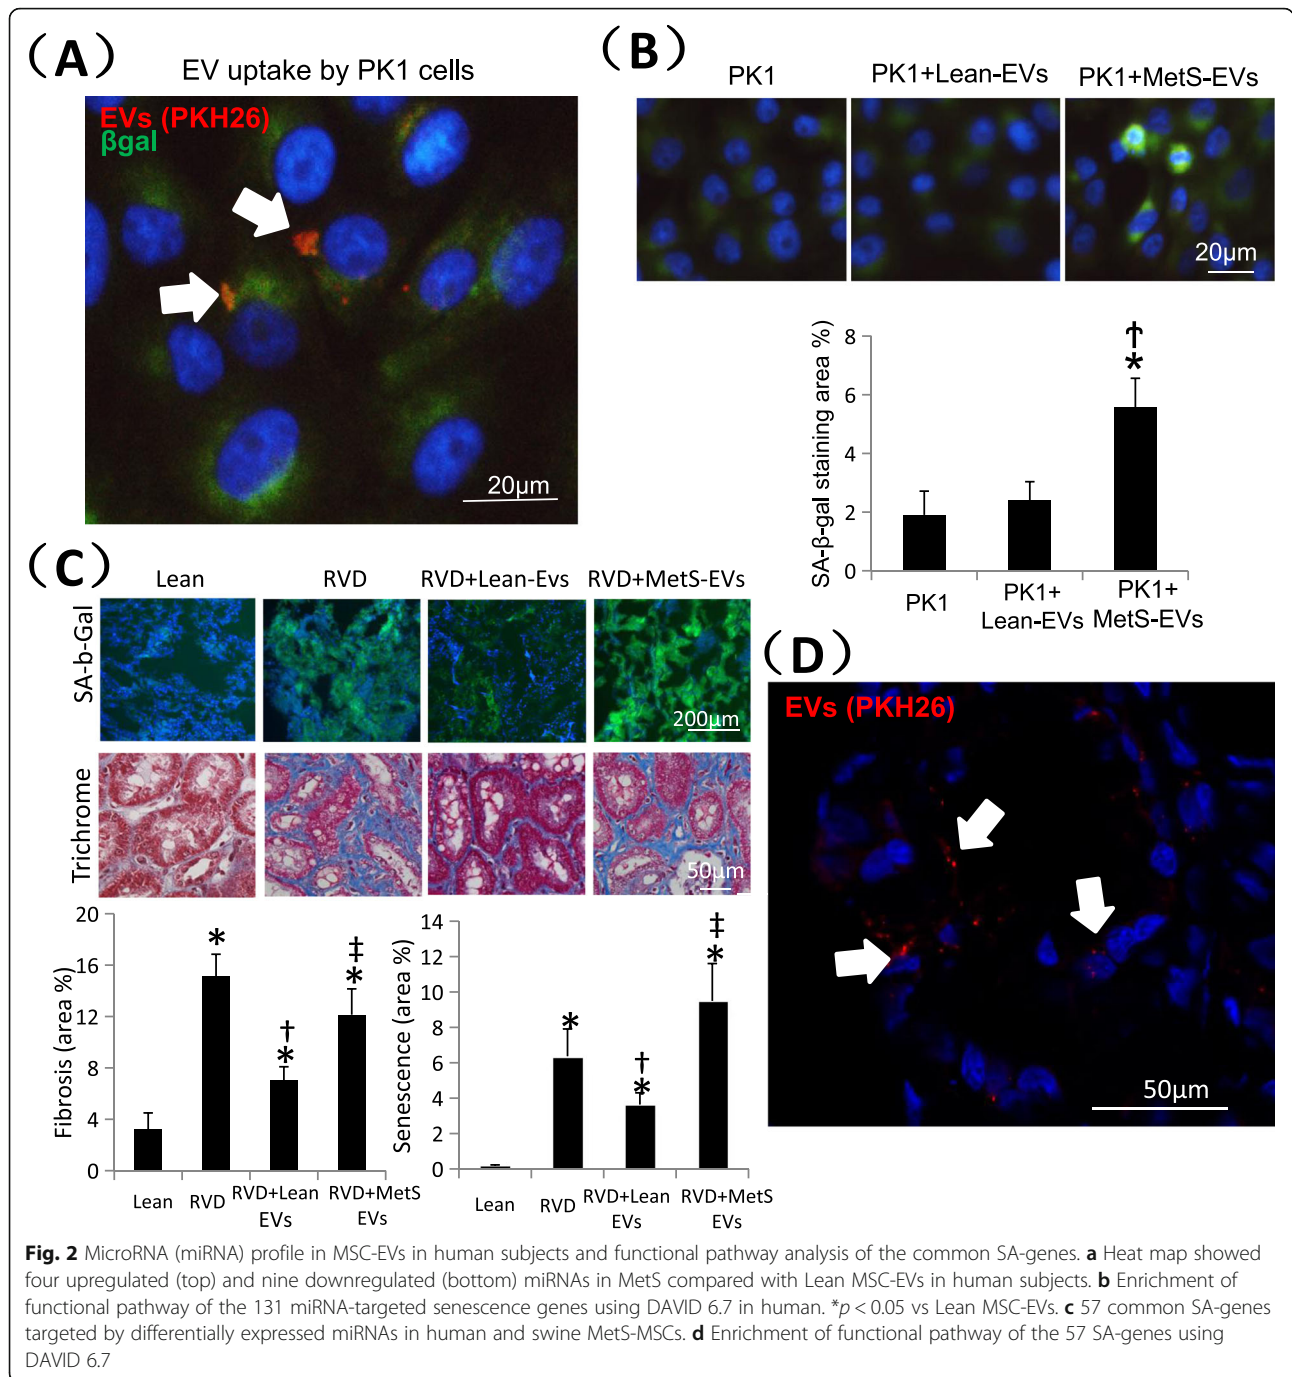 (A)
EV uptake by PK1 cells
EVs (PKH26)
βgal
20μm
(B)
PK1
PK1+Lean-EVs
PK1+MetS-EVs
20μm
SA-β-gal staining area %)
8
6
4
2
0
†
*
PK1
PK1+
Lean-EVs
PK1+
MetS-EVs
(C)
Lean
RVD
RVD+Lean-Evs
RVD+MetS-EVs
SA-b-Gal
200μm
Trichrome
50μm
Fibrosis (area %)
20
16
12
8
4
0
*
†
*
‡
*
Lean
RVD
RVD+Lean
EVs
RVD+MetS
EVs
Senescence (area %)
14
12
10
8
6
4
2
0
*
†
*
‡
*
Lean
RVD
RVD+Lean
EVs
RVD+MetS
EVs
(D)
EVs (PKH26)
50μm
Fig. 2 MicroRNA (miRNA) profile in MSC-EVs in human subjects and functional pathway analysis of the common SA-genes. a Heat map showed
four upregulated (top) and nine downregulated (bottom) miRNAs in MetS compared with Lean MSC-EVs in human subjects. b Enrichment of
functional pathway of the 131 miRNA-targeted senescence genes using DAVID 6.7 in human. *p < 0.05 vs Lean MSC-EVs. c 57 common SA-genes
targeted by differentially expressed miRNAs in human and swine MetS-MSCs. d Enrichment of functional pathway of the 57 SA-genes using
DAVID 6.7